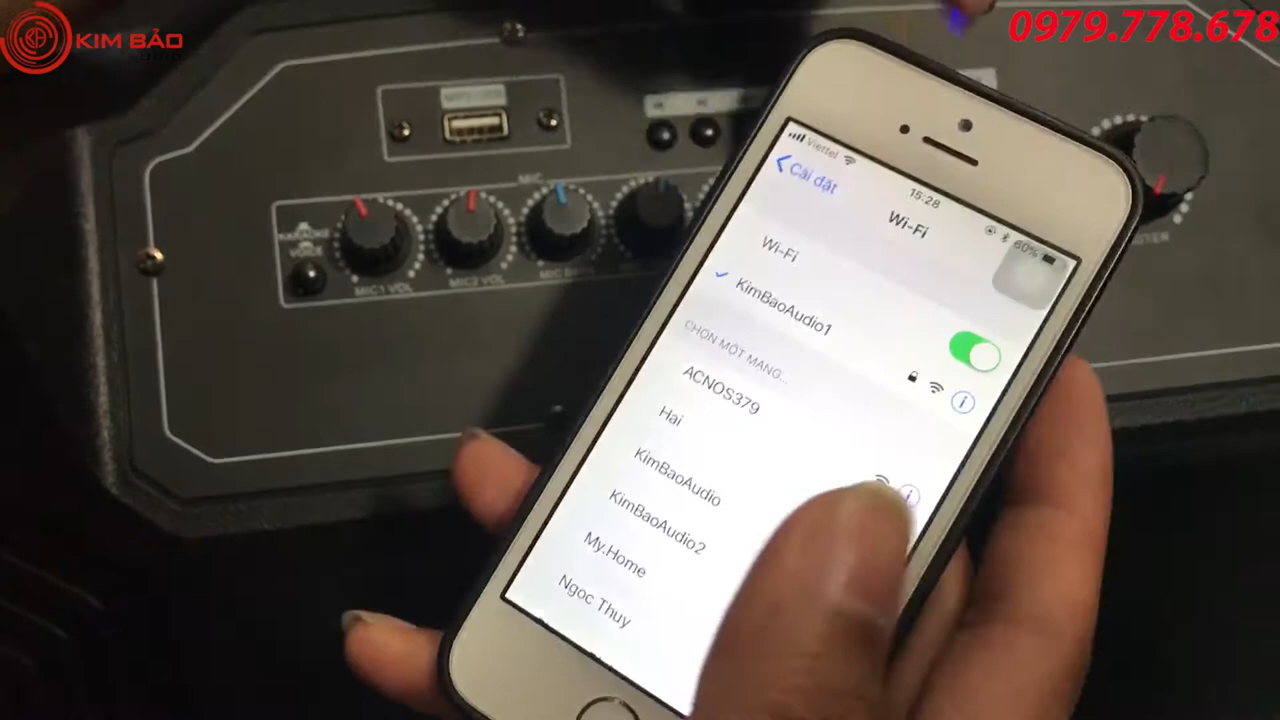 KIM BẢO
0979.778.678
Viettel
15:28
60%
Cài đặt
Wi-Fi
Wi-Fi
KimBaoAudio1
CHỌN MỘT MẠNG...
ACNOS379
Hai
KimBaoAudio
KimBaoAudio2
My.Home
Ngoc Thuy
MIC
KARAOKE
MIC1 VOL
MIC2 VOL